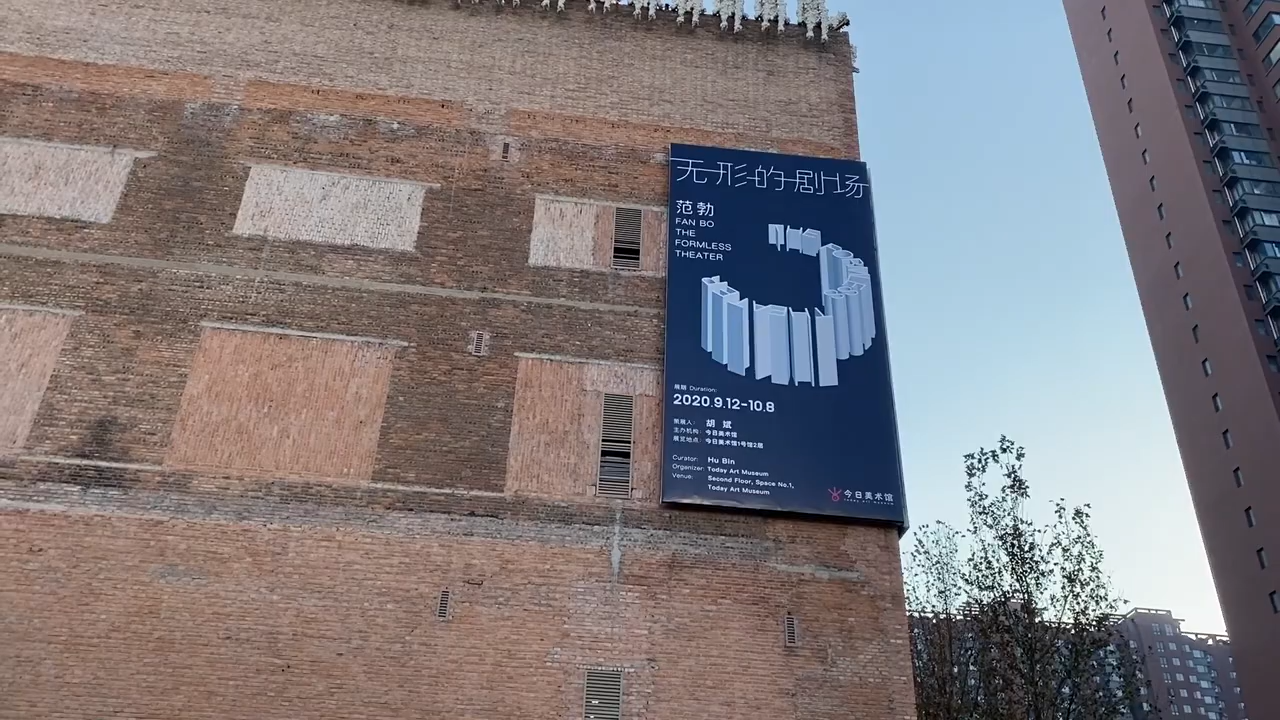 无形的剧场
范勃
FAN BO
THE
FORMLESS
THEATER
展期 Duration:
2020.9.12-10.8
策展人: 胡 斌
主办机构: 今日美术馆
展览地点: 今日美术馆1号馆2层
Curator: Hu Bin
Organizer: Today Art Museum
Venue: Second Floor, Space No.1,
Today Art Museum
今日美术馆
TODAY ART MUSEUM